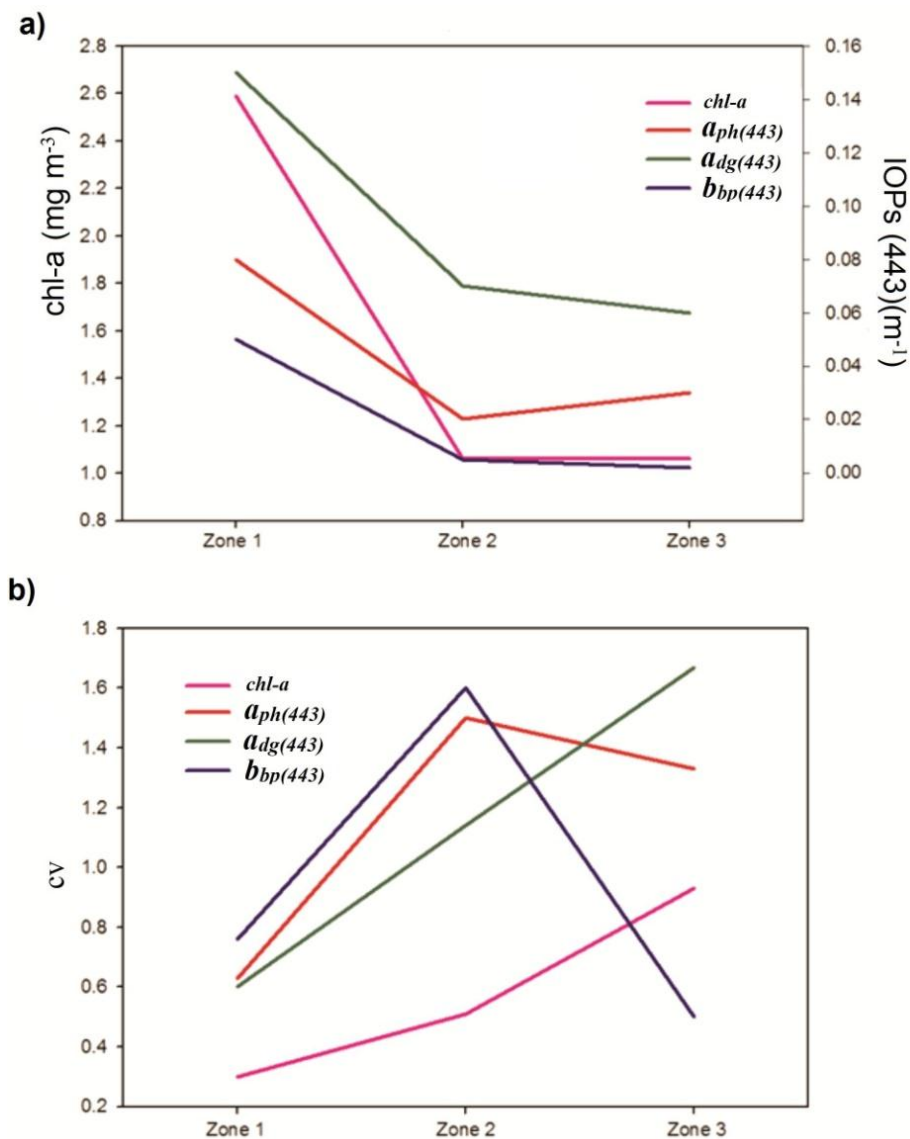 a)
chl-a (mg m-3)
2.8
2.6
2.4
2.2
2.0
1.8
1.6
1.4
1.2
1.0
0.8
0.16
0.14
0.12
0.10
0.08
0.06
0.04
0.02
0.00
IOPs (443)(m-1)
chl-a
aph(443)
adg(443)
bbp(443)
Zone 1 Zone 2 Zone 3
b)
cv
1.8
1.6
1.4
1.2
1.0
0.8
0.6
0.4
0.2
chl-a
aph(443)
adg(443)
bbp(443)
Zone 1 Zone 2 Zone 3